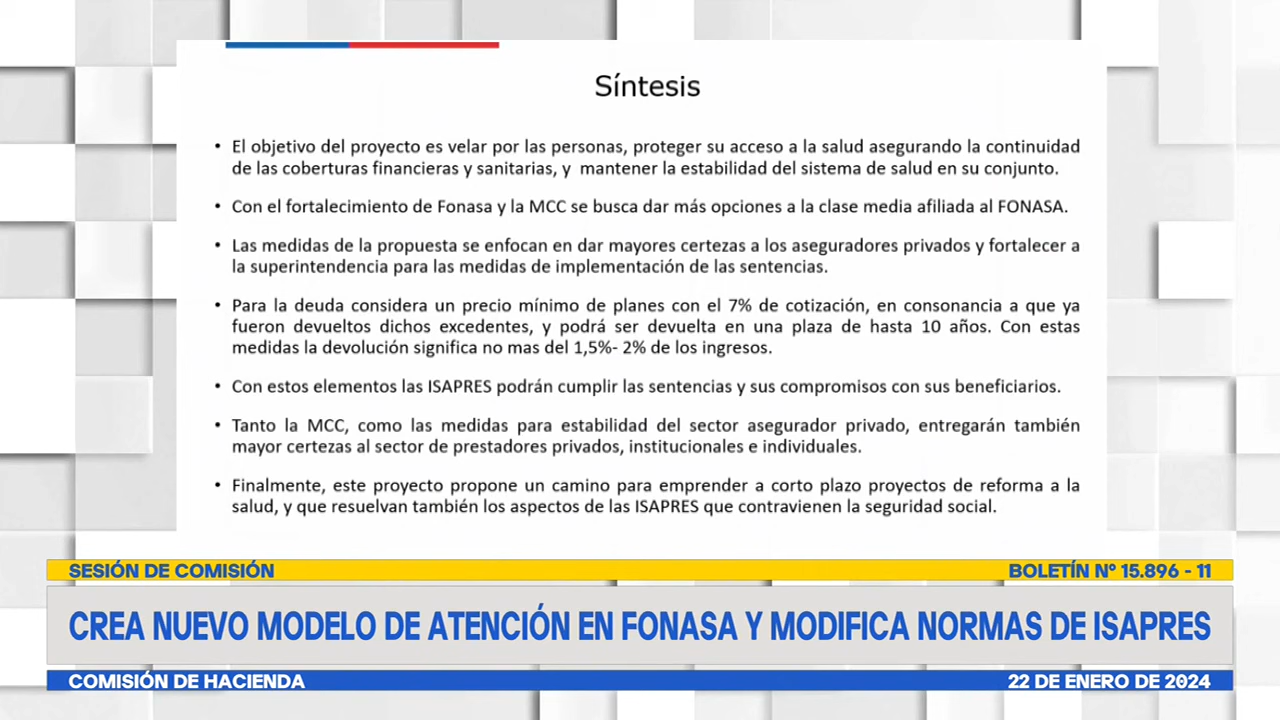 Síntesis
• El objetivo del proyecto es velar por las personas, proteger su acceso a la salud asegurando la continuidad
de las coberturas financieras y sanitarias, y mantener la estabilidad del sistema de salud en su conjunto.
• Con el fortalecimiento de Fonasa y la MCC se busca dar más opciones a la clase media afiliada al FONASA.
• Las medidas de la propuesta se enfocan en dar mayores certezas a los aseguradores privados y fortalecer a
la superintendencia para las medidas de implementación de las sentencias.
• Para la deuda considera un precio mínimo de planes con el 7% de cotización, en consonancia a que ya
fueron devueltos dichos excedentes, y podrá ser devuelta en una plaza de hasta 10 años. Con estas
medidas la devolución significa no mas del 1,5%- 2% de los ingresos.
• Con estos elementos las ISAPRES podrán cumplir las sentencias y sus compromisos con sus beneficiarios.
• Tanto la MCC, como las medidas para estabilidad del sector asegurador privado, entregarán también
mayor certezas al sector de prestadores privados, institucionales e individuales.
• Finalmente, este proyecto propone un camino para emprender a corto plazo proyectos de reforma a la
salud, y que resuelvan también los aspectos de las ISAPRES que contravienen la seguridad social.
SESIÓN DE COMISIÓN BOLETÍN N° 15.896 - 11
CREA NUEVO MODELO DE ATENCIÓN EN FONASA Y MODIFICA NORMAS DE ISAPRES
COMISIÓN DE HACIENDA 22 DE ENERO DE 2024